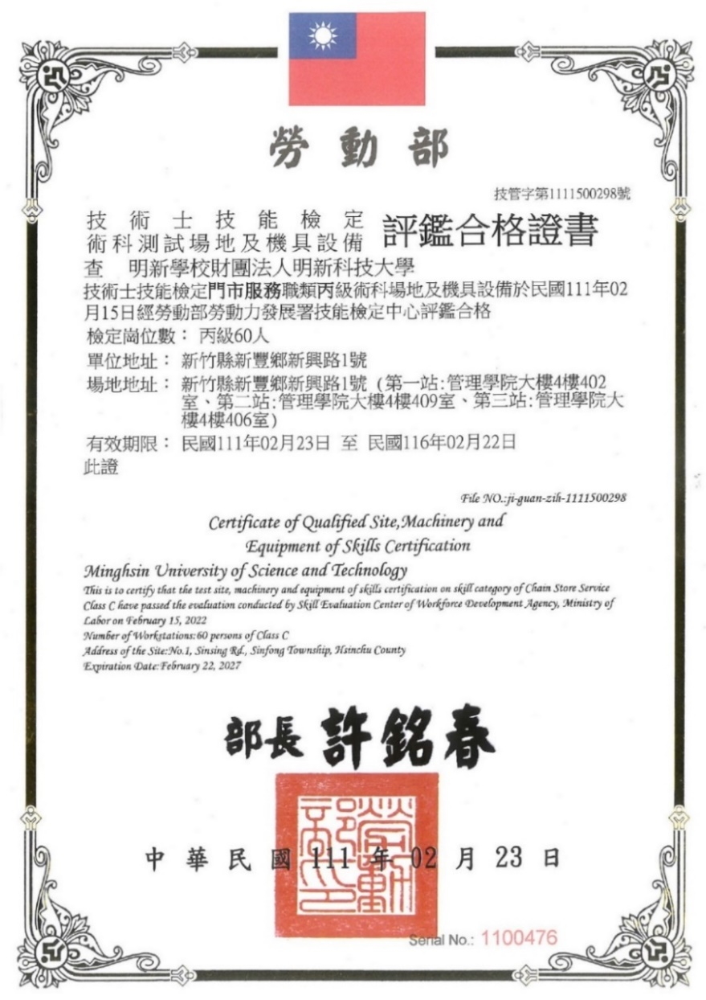 勞動部
技管字第1111500298號
技術士技能檢定
術科測試場地及機具設備 評鑑合格證書
查 明新學校財團法人明新科技大學
技術士技能檢定門市服務職類丙級術科場地及機具設備於民國111年02
月15日經勞動部勞動力發展署技能檢定中心評鑑合格
檢定崗位數：丙級60人
單位地址：新竹縣新豐鄉新興路1號
場地地址：新竹縣新豐鄉新興路1號（第一站:管理學院大樓4樓402
室、第二站:管理學院大樓4樓409室、第三站:管理學院大
樓4樓406室）
有效期限：民國111年02月23日 至 民國116年02月22日
此證
File NO.:ji-guan-zih-1111500298
Certificate of Qualified Site,Machinery and
Equipment of Skills Certification
Minghsin University of Science and Technology
This is to certify that the test site, machinery and equipment of skills certification on skill category of Chain Store Service
Class C have passed the evaluation conducted by Skill Evaluation Center of Workforce Development Agency, Ministry of
Labor on February 15, 2022
Number of Workstations:60 persons of Class C
Address of the Site:No.1, Sinsing Rd., Sinfong Township, Hsinchu County
Expiration Date:February 22, 2027
部長 許銘春
勞動部印
中華民國 111 年 02 月 23 日
Serial No.: 1100476